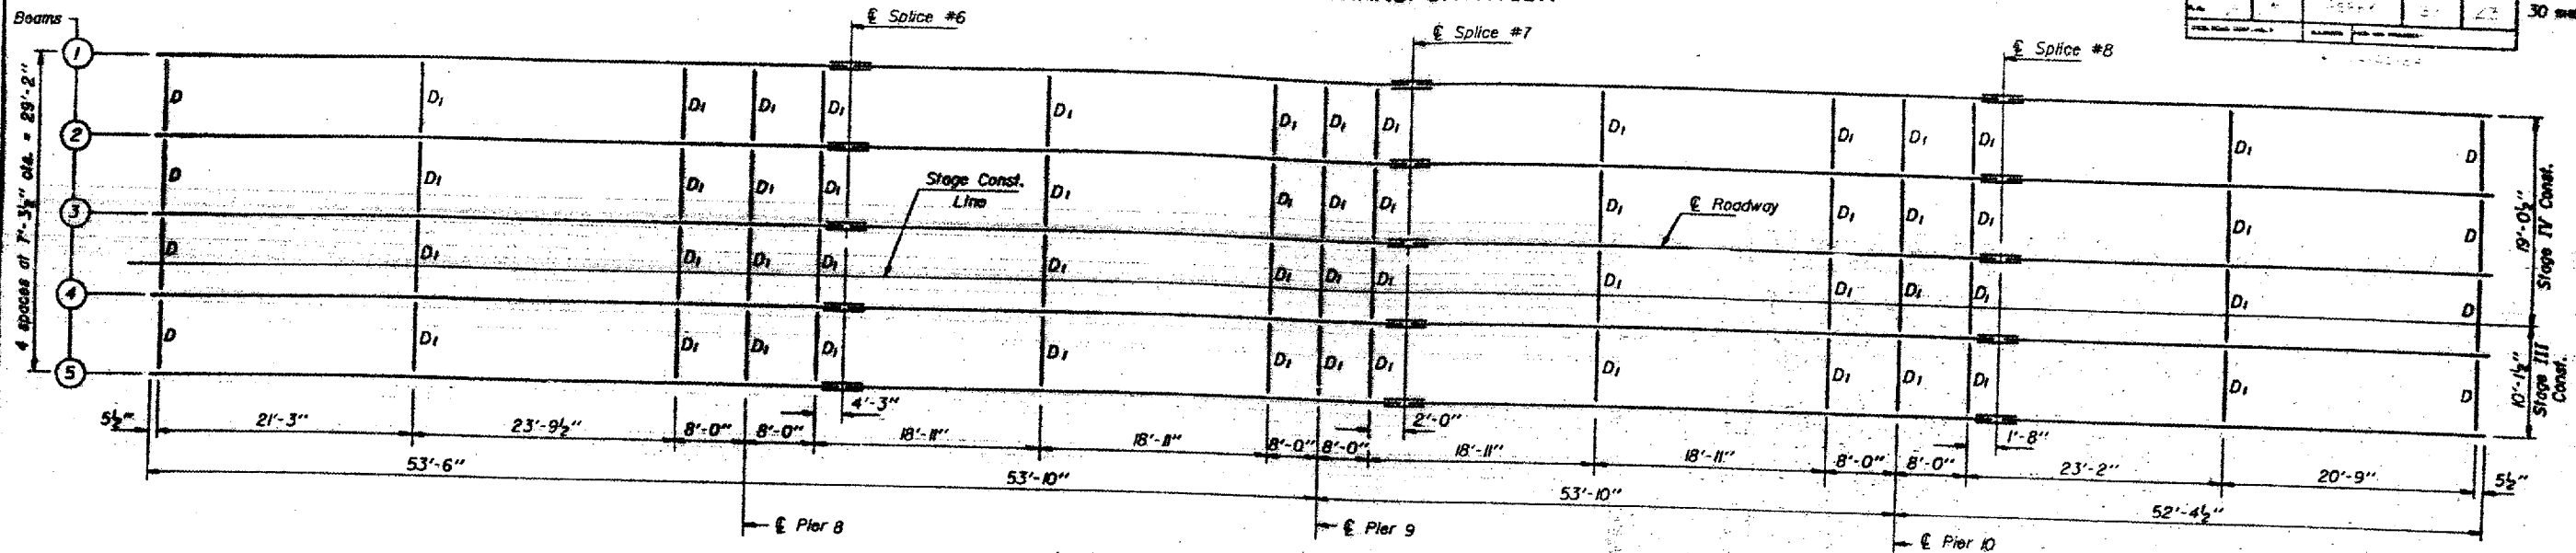 Beams
℄ Splice #6
℄ Splice #7
℄ Splice #8
30
1
2
3
4
5
4 spaces at 7'-3½" ola. = 29'-2"
D D₁ D₁ D₁ D₁ D₁ D₁ D₁ D₁ D₁ D₁ D₁ D₁ D₁ D
D D₁ D₁ D₁ D₁ D₁ D₁ D₁ D₁ D₁ D₁ D₁ D₁ D₁ D
D D₁ D₁ D₁ D₁ D₁ D₁ D₁ D₁ D₁ D₁ D₁ D₁ D₁ D
D D₁ D₁ D₁ D₁ D₁ D₁ D₁ D₁ D₁ D₁ D₁ D₁ D₁ D
Stage Const.
Line
℄ Roadway
19'-0½"
Stage IV Const.
10'-1½"
Stage III
Const.
4'-3"
2'-0"
1'-8"
5½" 21'-3" 23'-9½" 8'-0" 8'-0" 18'-11" 18'-11" 8'-0" 8'-0" 18'-11" 18'-11" 8'-0" 8'-0" 23'-2" 20'-9" 5½"
53'-6" 53'-10" 53'-10" 52'-4½"
℄ Pier 8
℄ Pier 9
℄ Pier 10